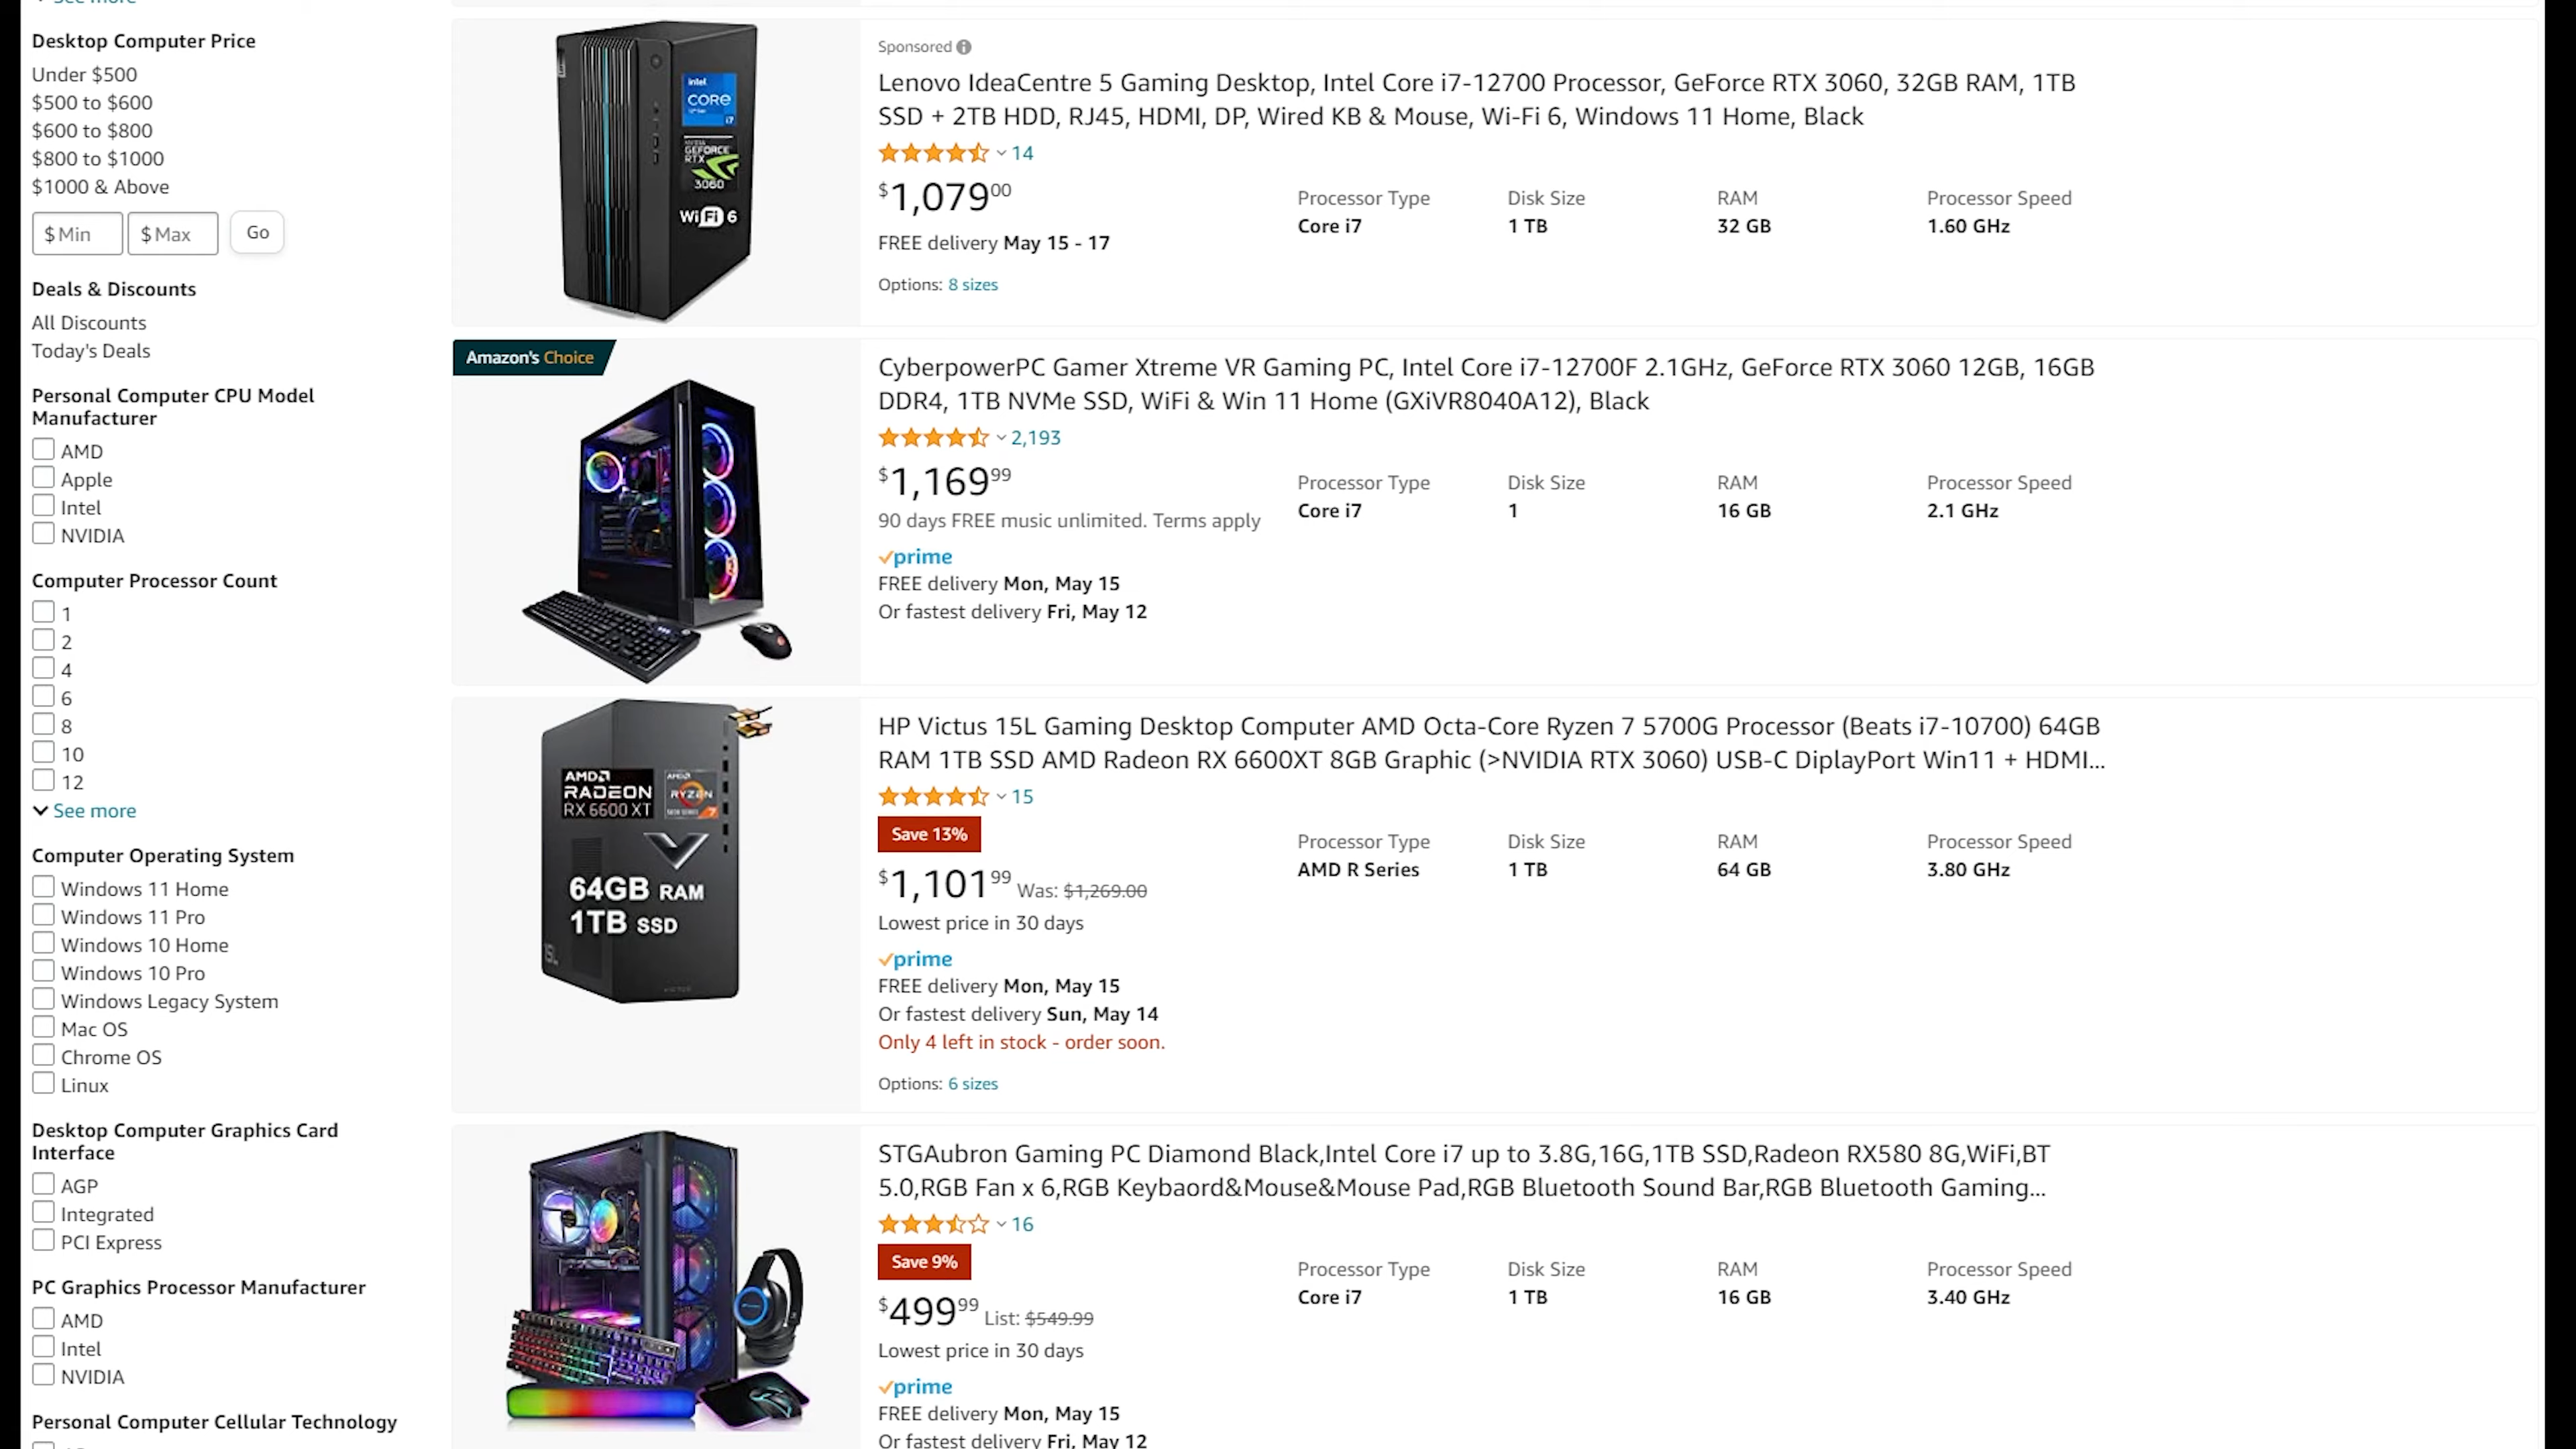 See more
Desktop Computer Price
Under $500
$500 to $600
$600 to $800
$800 to $1000
$1000 & Above
$ Min
$ Max
Go
Deals & Discounts
All Discounts
Today's Deals
Personal Computer CPU Model
Manufacturer
AMD
Apple
Intel
NVIDIA
Computer Processor Count
1
2
4
6
8
10
12
See more
Computer Operating System
Windows 11 Home
Windows 11 Pro
Windows 10 Home
Windows 10 Pro
Windows Legacy System
Mac OS
Chrome OS
Linux
Desktop Computer Graphics Card
Interface
AGP
Integrated
PCI Express
PC Graphics Processor Manufacturer
AMD
Intel
NVIDIA
Personal Computer Cellular Technology
intel
CORE
i7
GEFORCE
RTX
3060
WiFi 6
Sponsored
Lenovo IdeaCentre 5 Gaming Desktop, Intel Core i7-12700 Processor, GeForce RTX 3060, 32GB RAM, 1TB
SSD + 2TB HDD, RJ45, HDMI, DP, Wired KB & Mouse, Wi-Fi 6, Windows 11 Home, Black
14
$1,07900
FREE delivery May 15 - 17
Options: 8 sizes
Processor Type
Core i7
Disk Size
1 TB
RAM
32 GB
Processor Speed
1.60 GHz
Amazon's Choice
CyberpowerPC Gamer Xtreme VR Gaming PC, Intel Core i7-12700F 2.1GHz, GeForce RTX 3060 12GB, 16GB
DDR4, 1TB NVMe SSD, WiFi & Win 11 Home (GXiVR8040A12), Black
2,193
$1,16999
90 days FREE music unlimited. Terms apply
prime
FREE delivery Mon, May 15
Or fastest delivery Fri, May 12
Processor Type
Core i7
Disk Size
1
RAM
16 GB
Processor Speed
2.1 GHz
AMD
RADEON
RX 6600 XT
AMD
RYZEN
7
64GB RAM
1TB SSD
15L
HP Victus 15L Gaming Desktop Computer AMD Octa-Core Ryzen 7 5700G Processor (Beats i7-10700) 64GB
RAM 1TB SSD AMD Radeon RX 6600XT 8GB Graphic (>NVIDIA RTX 3060) USB-C DiplayPort Win11 + HDMI...
15
Save 13%
$1,10199 Was: $1,269.00
Lowest price in 30 days
prime
FREE delivery Mon, May 15
Or fastest delivery Sun, May 14
Only 4 left in stock - order soon.
Options: 6 sizes
Processor Type
AMD R Series
Disk Size
1 TB
RAM
64 GB
Processor Speed
3.80 GHz
STGAubron Gaming PC Diamond Black,Intel Core i7 up to 3.8G,16G,1TB SSD,Radeon RX580 8G,WiFi,BT
5.0,RGB Fan x 6,RGB Keybaord&Mouse&Mouse Pad,RGB Bluetooth Sound Bar,RGB Bluetooth Gaming...
16
Save 9%
$49999 List: $549.99
Lowest price in 30 days
prime
FREE delivery Mon, May 15
Or fastest delivery Fri, May 12
Processor Type
Core i7
Disk Size
1 TB
RAM
16 GB
Processor Speed
3.40 GHz